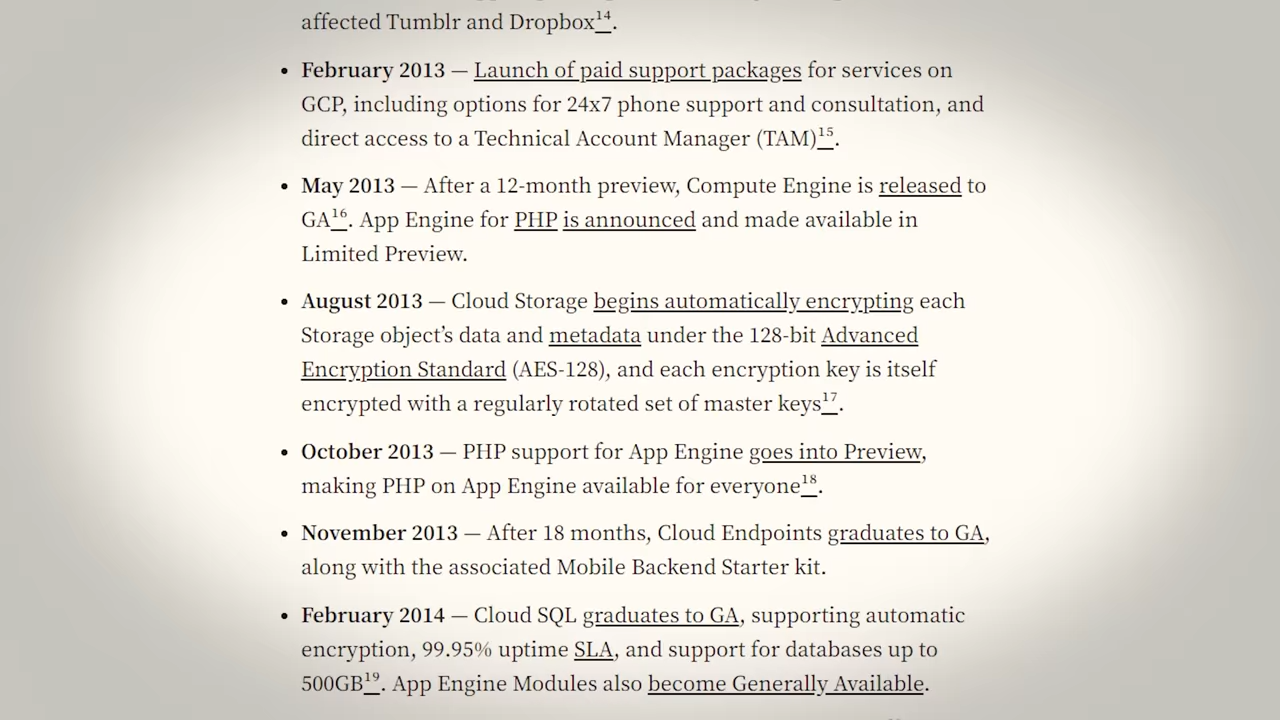 affected Tumblr and Dropbox14.
• February 2013 — Launch of paid support packages for services on
GCP, including options for 24x7 phone support and consultation, and
direct access to a Technical Account Manager (TAM)15.
• May 2013 — After a 12-month preview, Compute Engine is released to
GA16. App Engine for PHP is announced and made available in
Limited Preview.
• August 2013 — Cloud Storage begins automatically encrypting each
Storage object’s data and metadata under the 128-bit Advanced
Encryption Standard (AES-128), and each encryption key is itself
encrypted with a regularly rotated set of master keys17.
• October 2013 — PHP support for App Engine goes into Preview,
making PHP on App Engine available for everyone18.
• November 2013 — After 18 months, Cloud Endpoints graduates to GA,
along with the associated Mobile Backend Starter kit.
• February 2014 — Cloud SQL graduates to GA, supporting automatic
encryption, 99.95% uptime SLA, and support for databases up to
500GB19. App Engine Modules also become Generally Available.